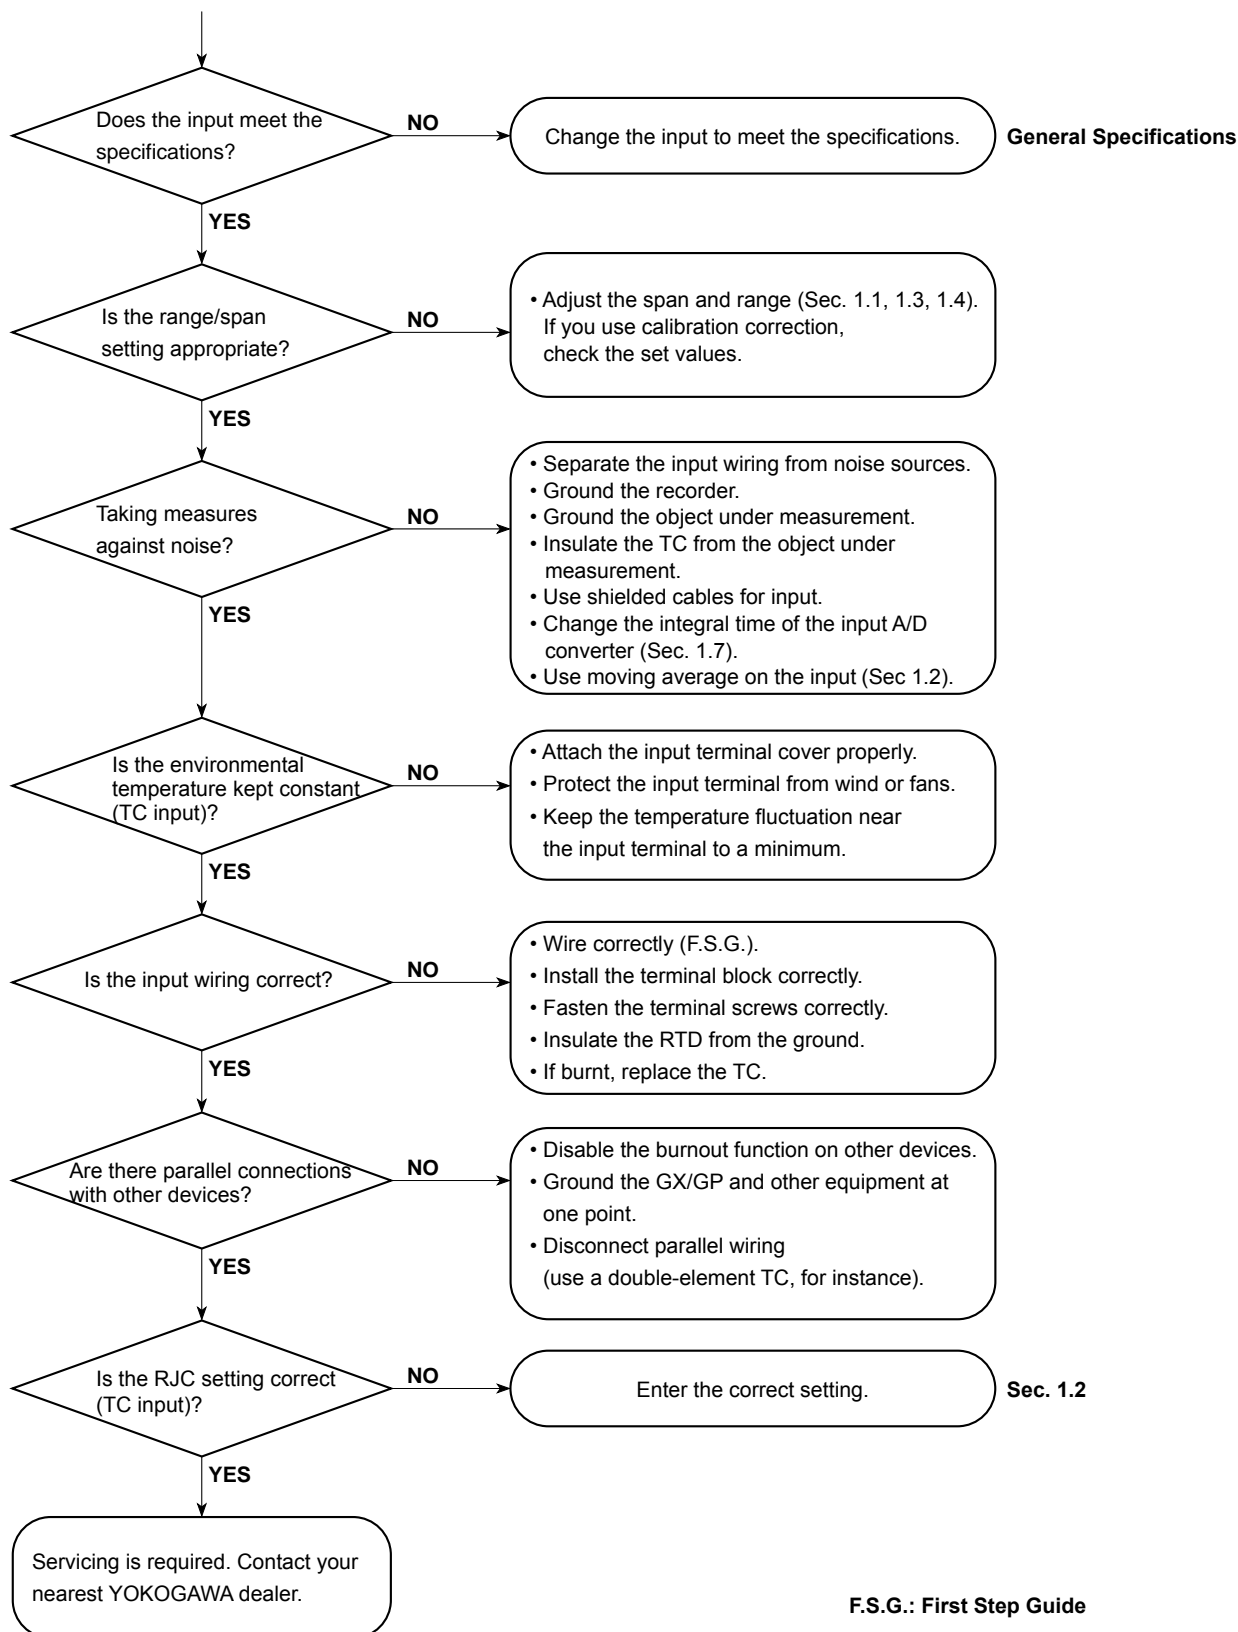 Does the input meet the
specifications?
NO
Change the input to meet the specifications.
General Specifications
YES
Is the range/span
setting appropriate?
NO
• Adjust the span and range (Sec. 1.1, 1.3, 1.4).
If you use calibration correction,
check the set values.
YES
Taking measures
against noise?
NO
• Separate the input wiring from noise sources.
• Ground the recorder.
• Ground the object under measurement.
• Insulate the TC from the object under
measurement.
• Use shielded cables for input.
• Change the integral time of the input A/D
converter (Sec. 1.7).
• Use moving average on the input (Sec 1.2).
YES
Is the environmental
temperature kept constant
(TC input)?
NO
• Attach the input terminal cover properly.
• Protect the input terminal from wind or fans.
• Keep the temperature fluctuation near
the input terminal to a minimum.
YES
Is the input wiring correct?
NO
• Wire correctly (F.S.G.).
• Install the terminal block correctly.
• Fasten the terminal screws correctly.
• Insulate the RTD from the ground.
• If burnt, replace the TC.
YES
Are there parallel connections
with other devices?
NO
• Disable the burnout function on other devices.
• Ground the GX/GP and other equipment at
one point.
• Disconnect parallel wiring
(use a double-element TC, for instance).
YES
Is the RJC setting correct
(TC input)?
NO
Enter the correct setting.
Sec. 1.2
YES
Servicing is required. Contact your
nearest YOKOGAWA dealer.
F.S.G.: First Step Guide